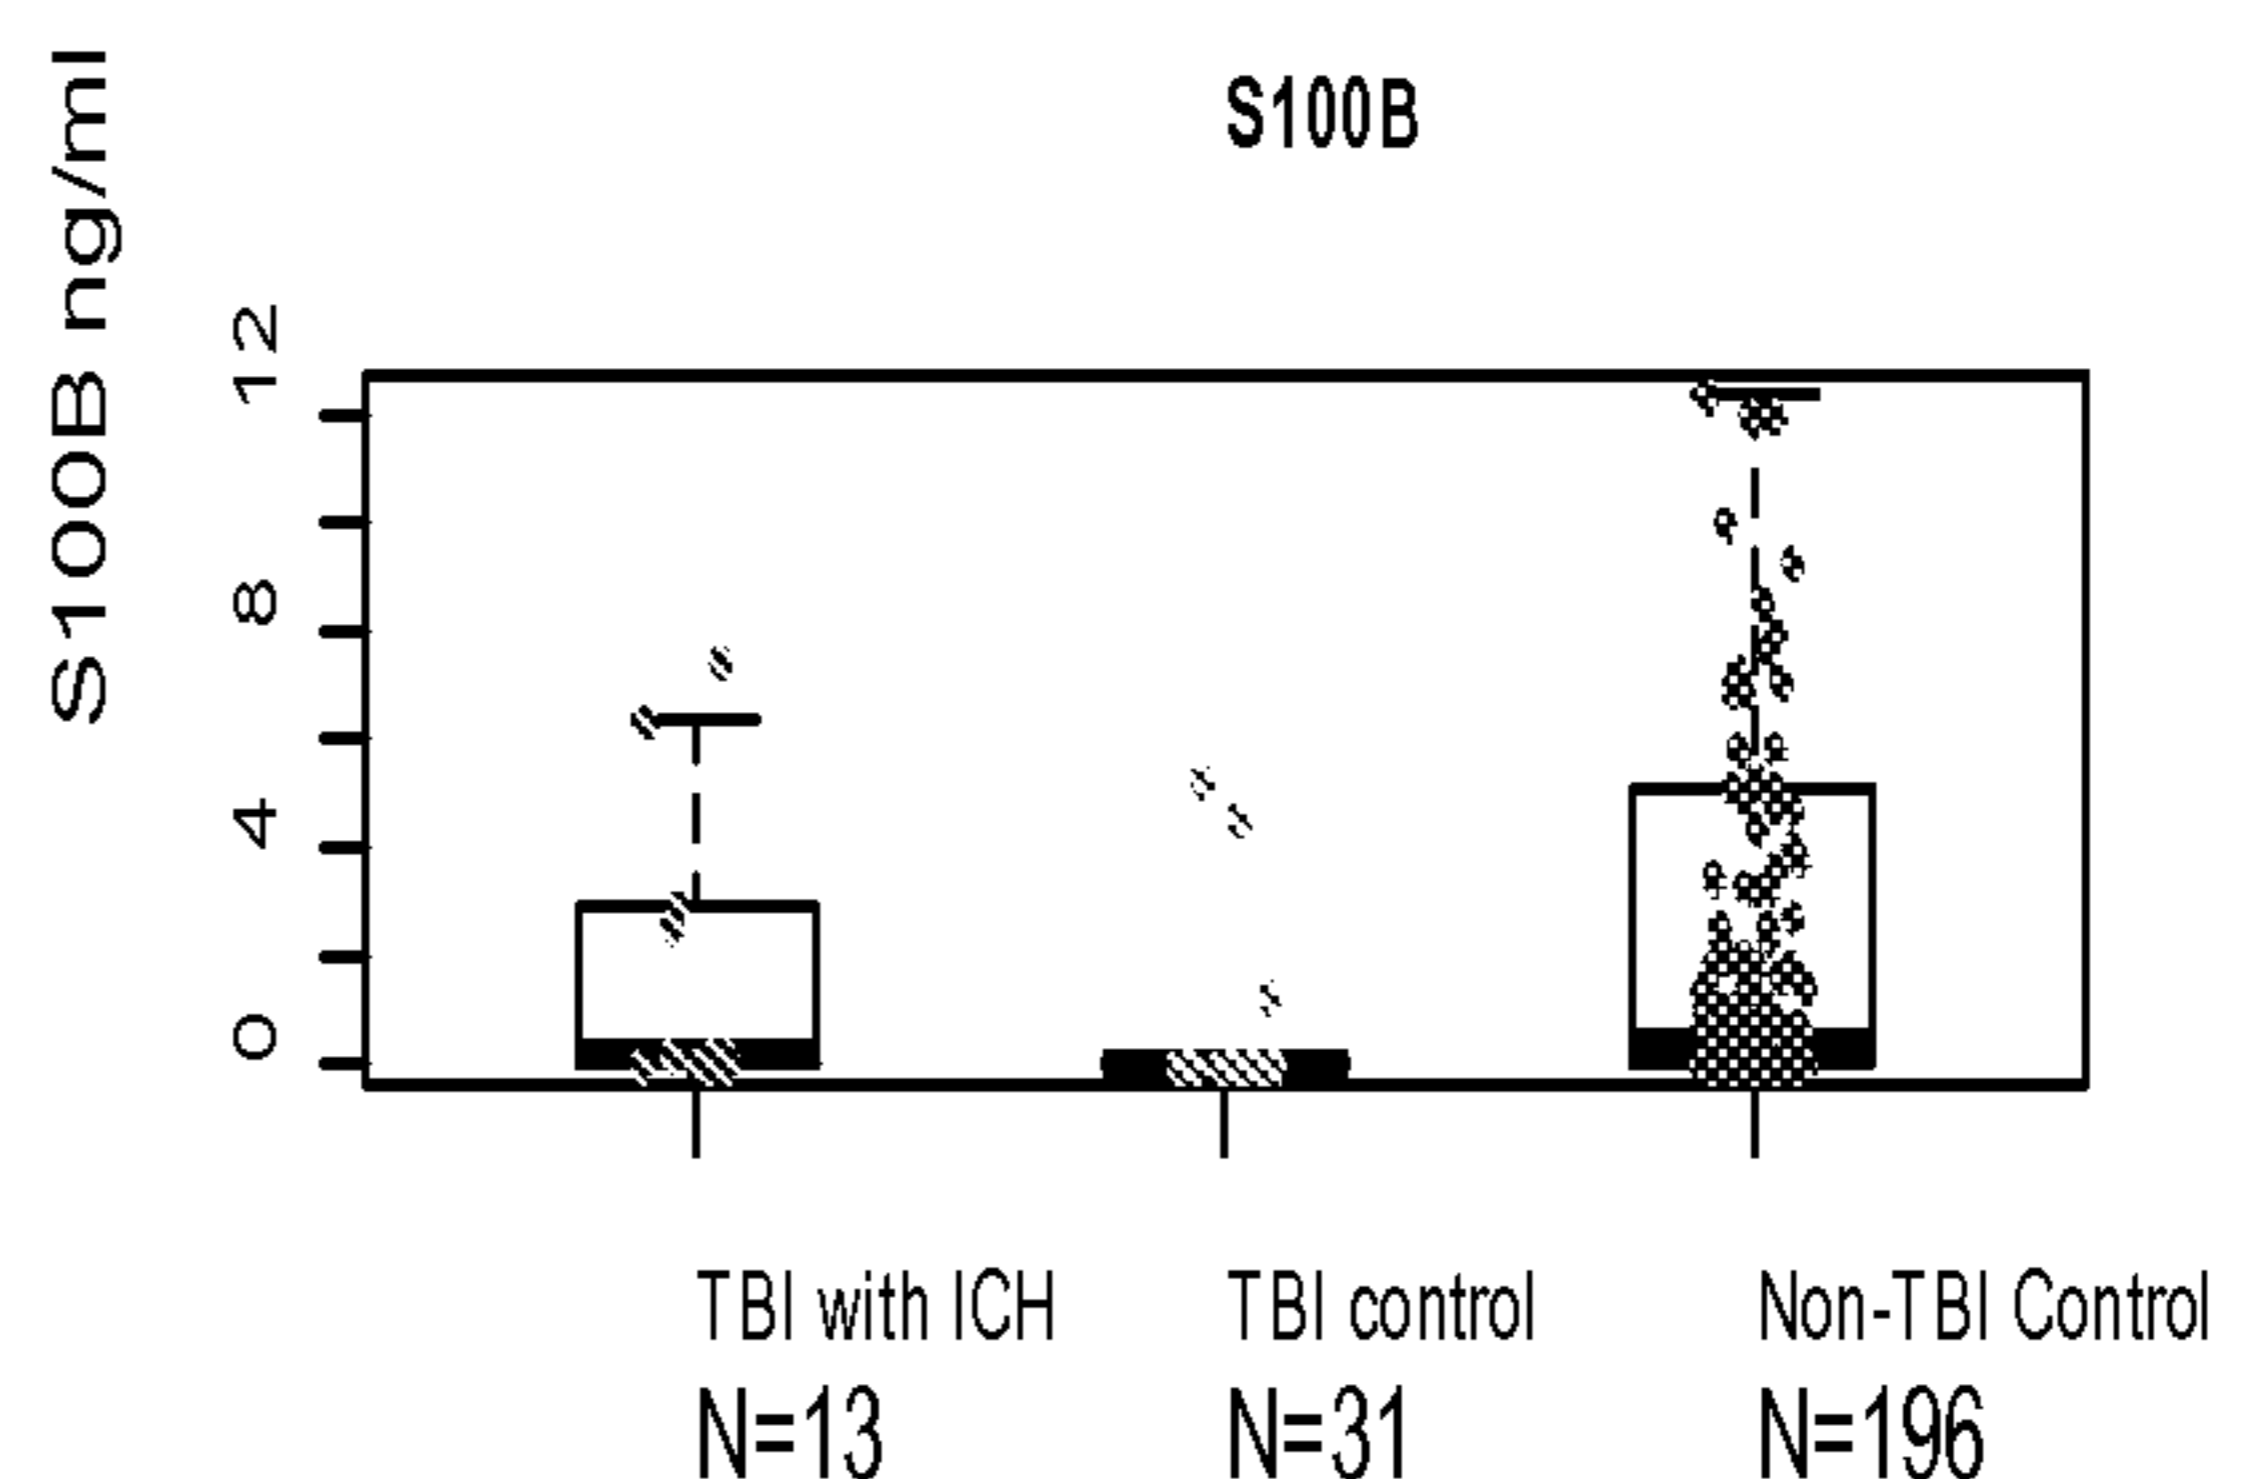 S100B
S100B ng/ml
12
8
4
0
TBI with ICH
N=13
TBI control
N=31
Non-TBI Control
N=196